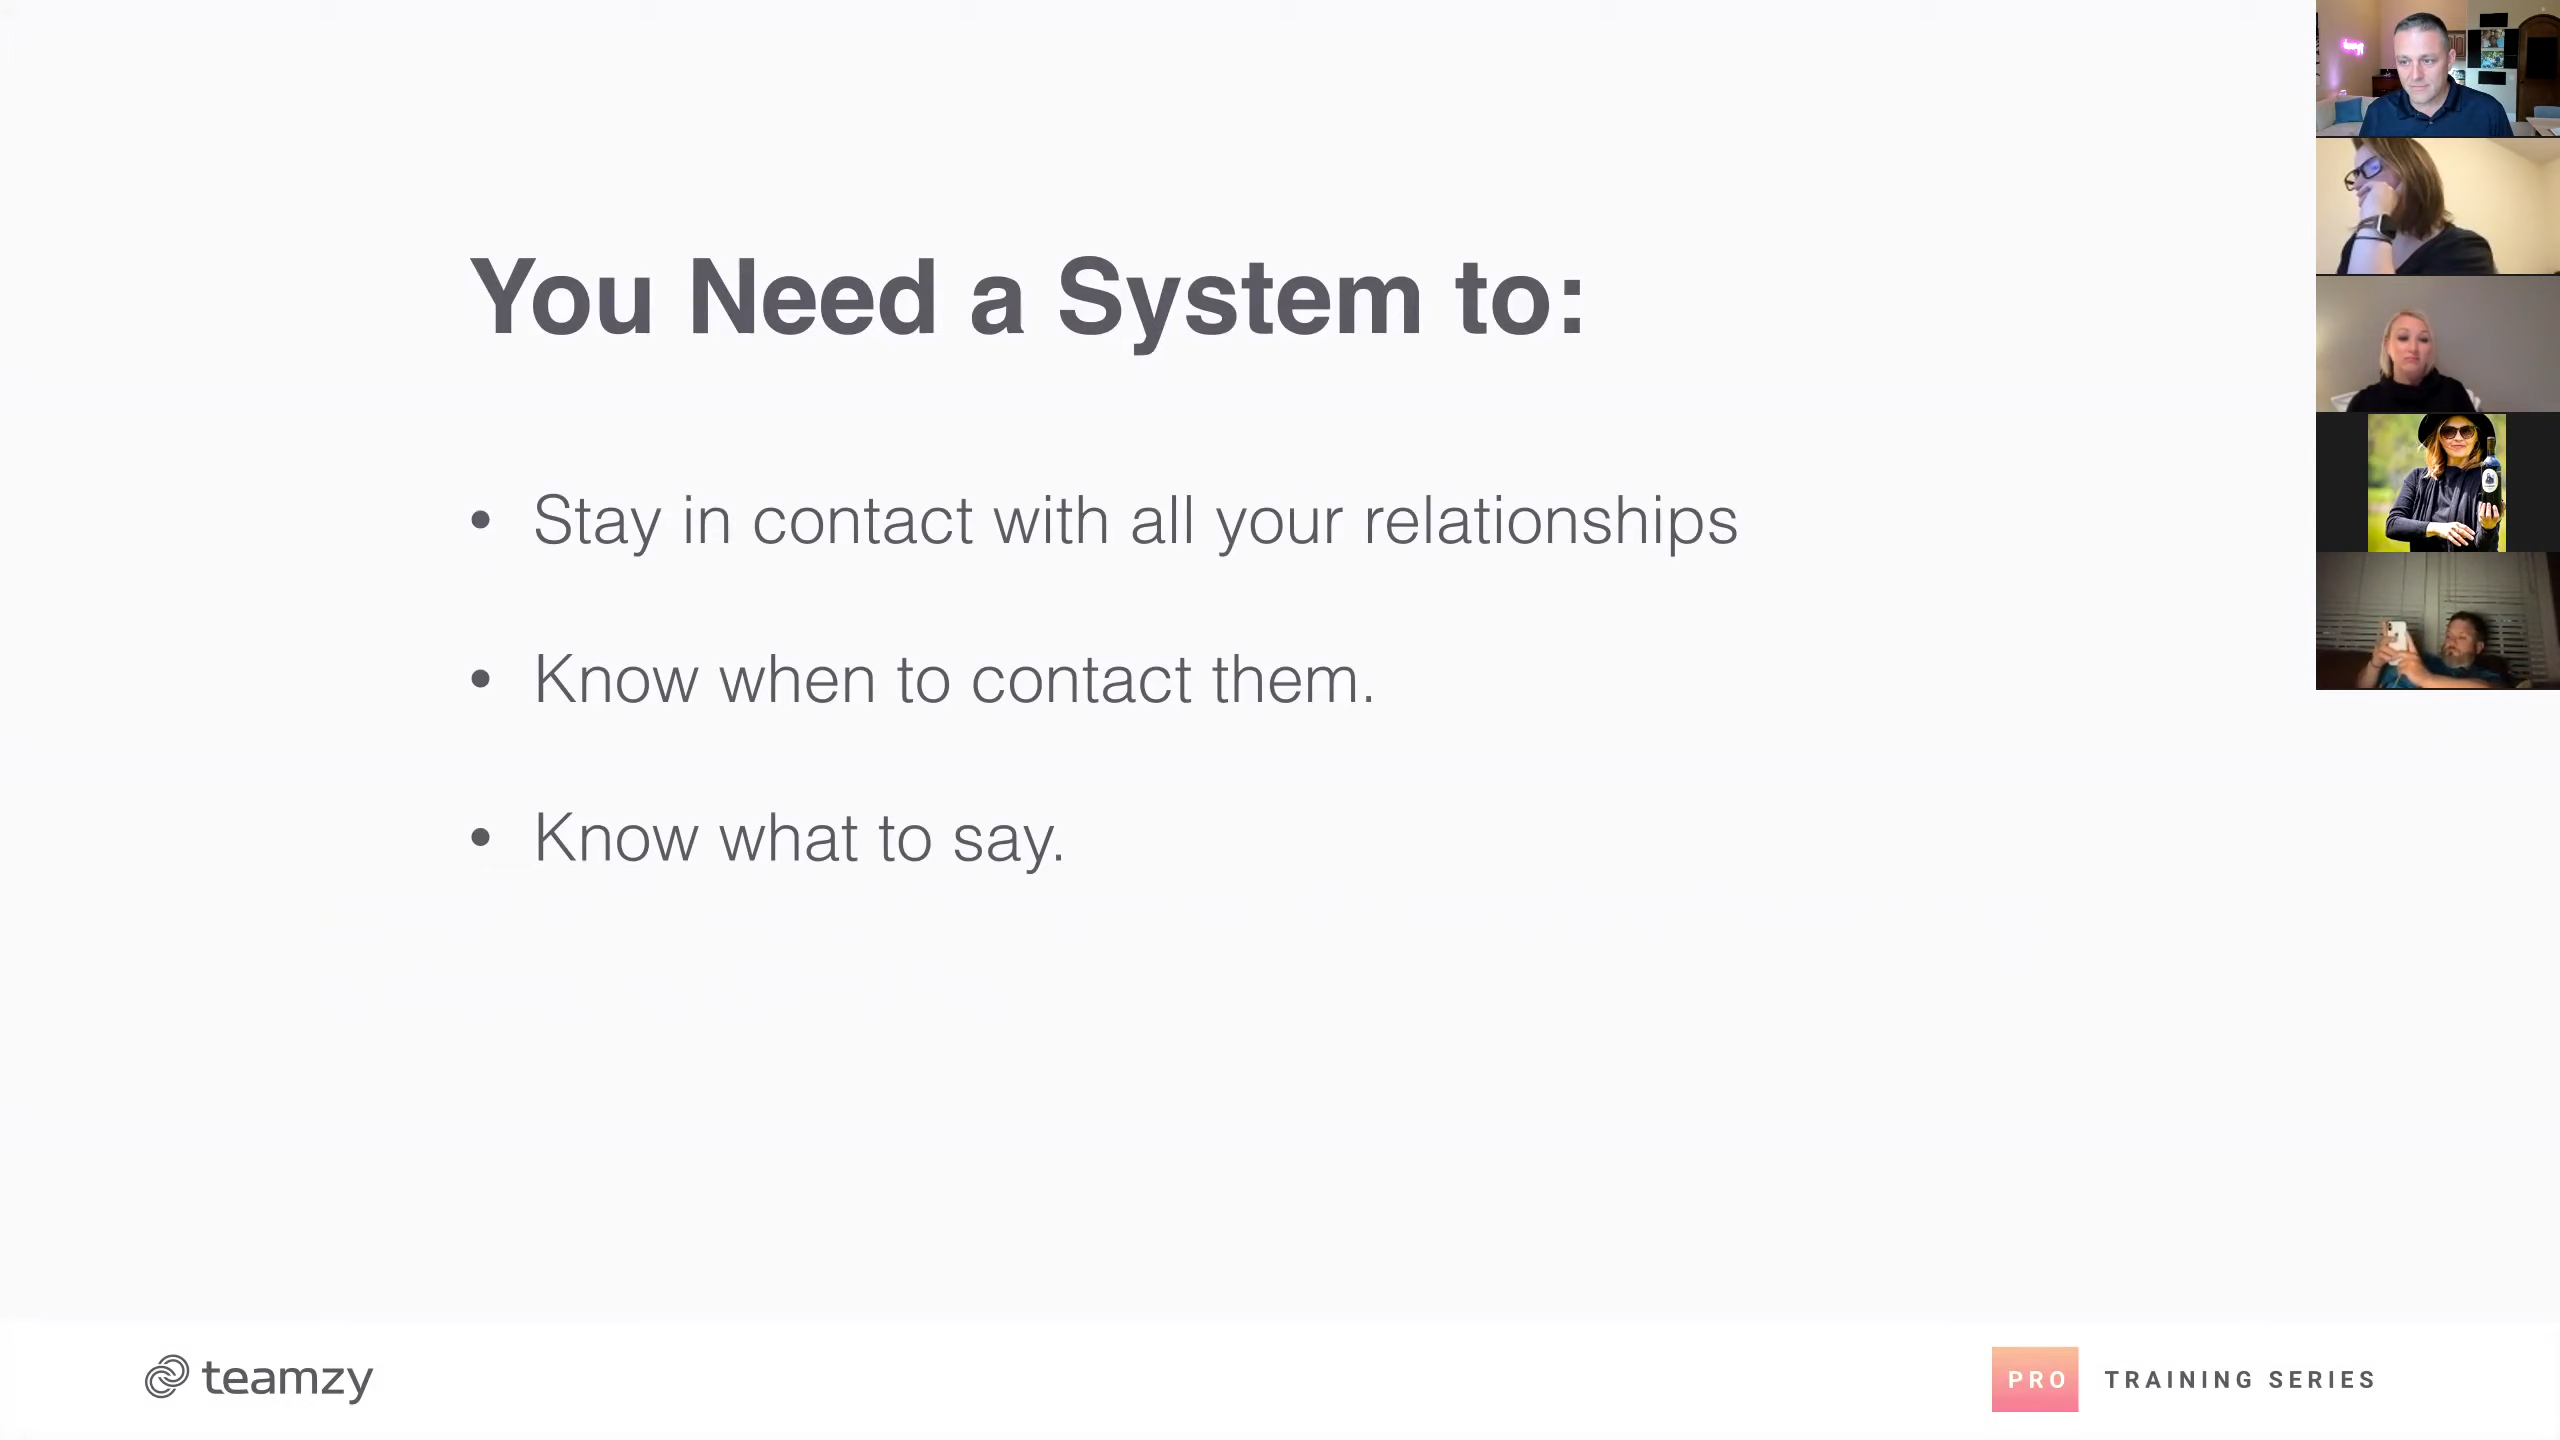 You Need a System to:
• Stay in contact with all your relationships
• Know when to contact them.
• Know what to say.
teamzy
PRO TRAINING SERIES